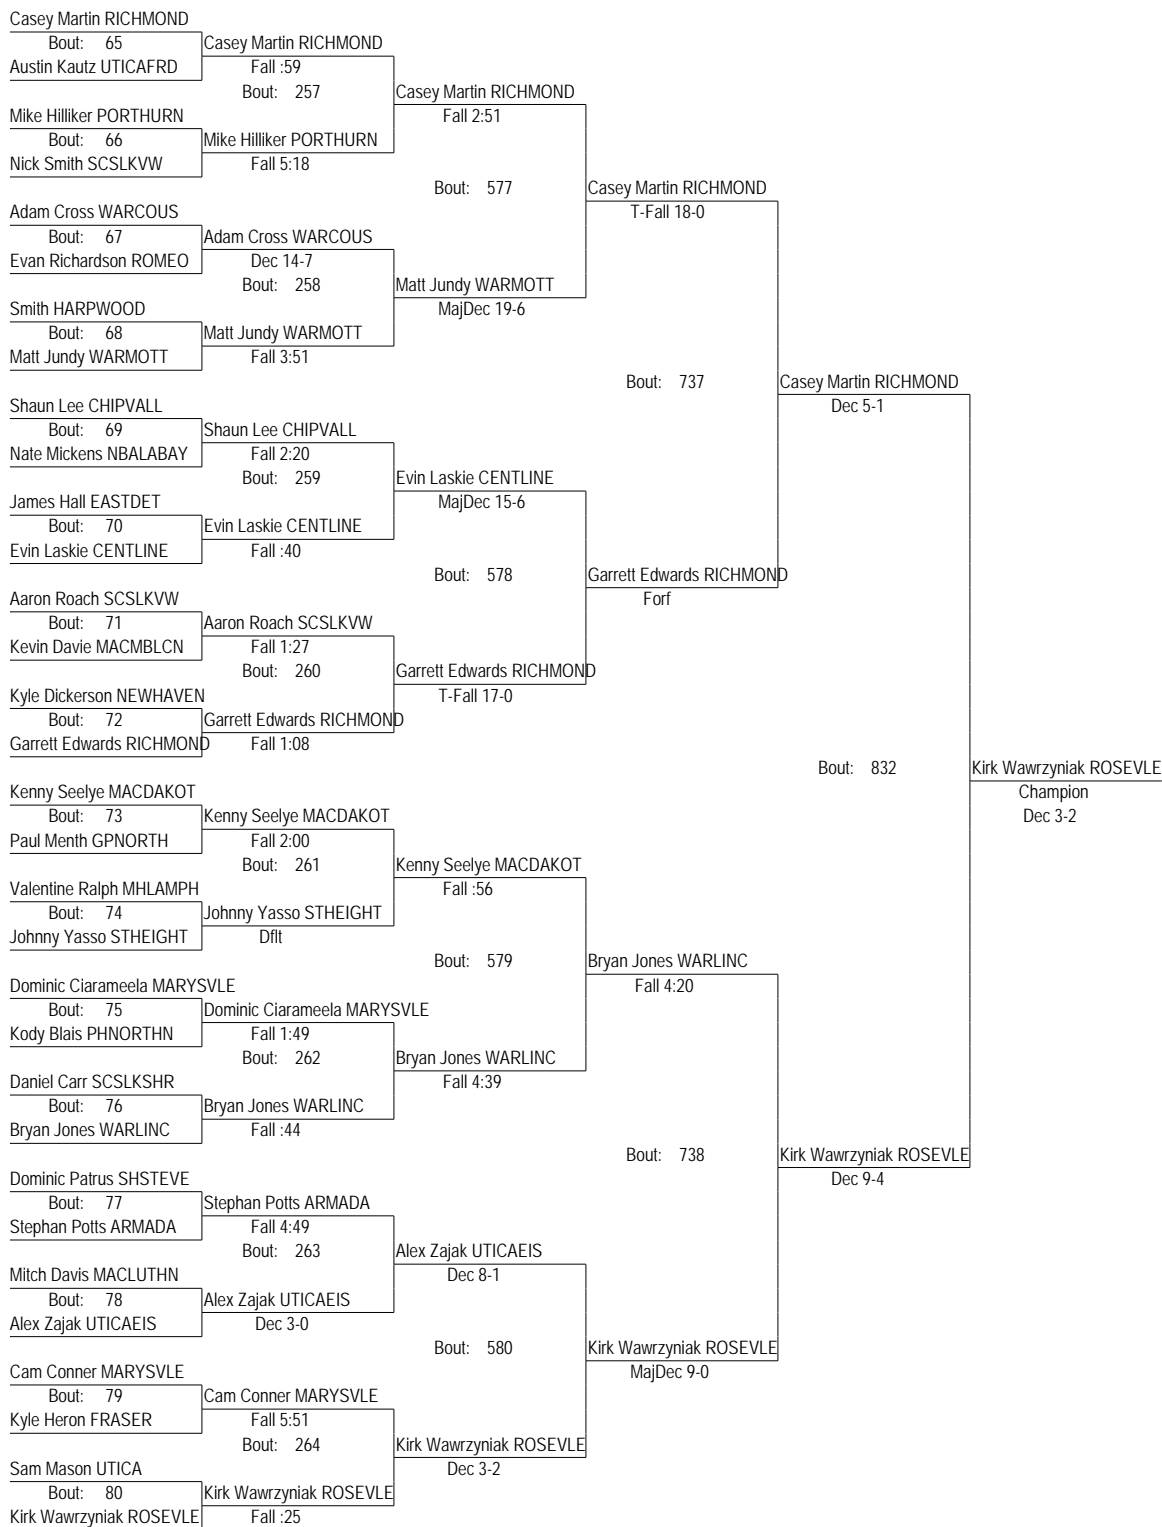 Casey Martin RICHMOND
Bout: 65
Casey Martin RICHMOND
Austin Kautz UTICAFRD
Fall :59
Bout: 257
Casey Martin RICHMOND
Mike Hilliker PORTHURN
Fall 2:51
Bout: 66
Mike Hilliker PORTHURN
Nick Smith SCSLKVW
Fall 5:18
Bout: 577
Casey Martin RICHMOND
Adam Cross WARCOUS
T-Fall 18-0
Bout: 67
Adam Cross WARCOUS
Evan Richardson ROMEO
Dec 14-7
Bout: 258
Matt Jundy WARMOTT
Smith HARPWOOD
MajDec 19-6
Bout: 68
Matt Jundy WARMOTT
Matt Jundy WARMOTT
Fall 3:51
Bout: 737
Casey Martin RICHMOND
Shaun Lee CHIPVALL
Dec 5-1
Bout: 69
Shaun Lee CHIPVALL
Nate Mickens NBALABAY
Fall 2:20
Bout: 259
Evin Laskie CENTLINE
James Hall EASTDET
MajDec 15-6
Bout: 70
Evin Laskie CENTLINE
Evin Laskie CENTLINE
Fall :40
Bout: 578
Garrett Edwards RICHMOND
Aaron Roach SCSLKVW
Forf
Bout: 71
Aaron Roach SCSLKVW
Kevin Davie MACMBLCN
Fall 1:27
Bout: 260
Garrett Edwards RICHMOND
Kyle Dickerson NEWHAVEN
T-Fall 17-0
Bout: 72
Garrett Edwards RICHMOND
Garrett Edwards RICHMOND
Fall 1:08
Bout: 832
Kirk Wawrzyniak ROSEVLE
Kenny Seelye MACDAKOT
Champion
Bout: 73
Kenny Seelye MACDAKOT
Dec 3-2
Paul Menth GPNORTH
Fall 2:00
Bout: 261
Kenny Seelye MACDAKOT
Valentine Ralph MHLAMPH
Fall :56
Bout: 74
Johnny Yasso STHEIGHT
Johnny Yasso STHEIGHT
Dflt
Bout: 579
Bryan Jones WARLINC
Dominic Ciarameela MARYSVLE
Fall 4:20
Bout: 75
Dominic Ciarameela MARYSVLE
Kody Blais PHNORTHN
Fall 1:49
Bout: 262
Bryan Jones WARLINC
Daniel Carr SCSLKSHR
Fall 4:39
Bout: 76
Bryan Jones WARLINC
Bryan Jones WARLINC
Fall :44
Bout: 738
Kirk Wawrzyniak ROSEVLE
Dominic Patrus SHSTEVE
Dec 9-4
Bout: 77
Stephan Potts ARMADA
Stephan Potts ARMADA
Fall 4:49
Bout: 263
Alex Zajak UTICAEIS
Mitch Davis MACLUTHN
Dec 8-1
Bout: 78
Alex Zajak UTICAEIS
Alex Zajak UTICAEIS
Dec 3-0
Bout: 580
Kirk Wawrzyniak ROSEVLE
Cam Conner MARYSVLE
MajDec 9-0
Bout: 79
Cam Conner MARYSVLE
Kyle Heron FRASER
Fall 5:51
Bout: 264
Kirk Wawrzyniak ROSEVLE
Sam Mason UTICA
Dec 3-2
Bout: 80
Kirk Wawrzyniak ROSEVLE
Kirk Wawrzyniak ROSEVLE
Fall :25